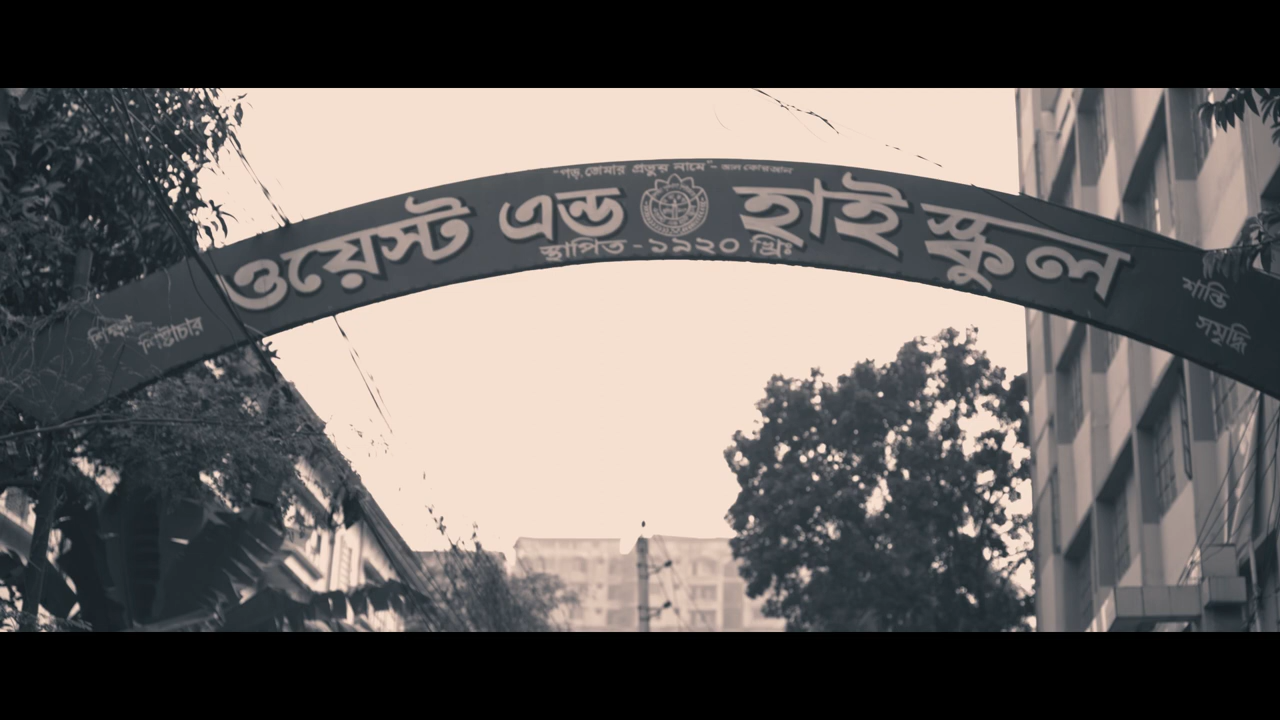 "পড় তোমার প্রভুর নামে"- আল কোরআন
ওয়েস্ট এন্ড হাই স্কুল
স্থাপিত - ১৯২০ খ্রিঃ
শিক্ষা
শিষ্টাচার
শান্তি
সমৃদ্ধি